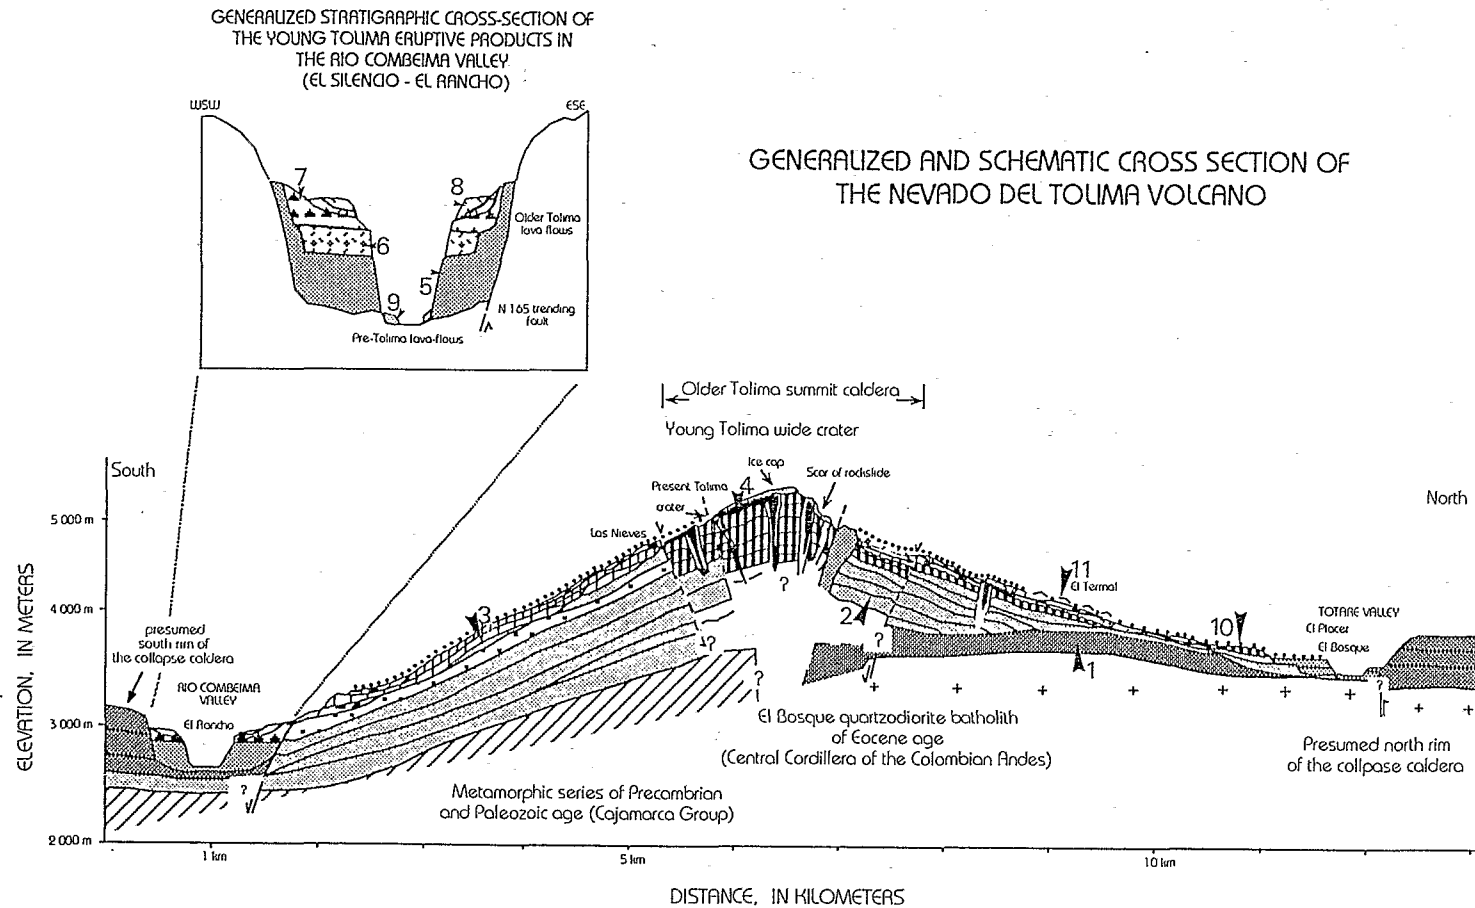 GENERALIZED STRATIGRAPHIC CROSS-SECTION OF
THE YOUNG TOLIMA ERUPTIVE PRODUCTS IN
THE RIO COMBEIMA VALLEY
(EL SILENCIO - EL RANCHO)
WSW
ESE
7
8
Older Tolima
lava flows
6
5
9
N 165 trending
fault
Pre-Tolima lava-flows
GENERALIZED AND SCHEMATIC CROSS SECTION OF
THE NEVADO DEL TOLIMA VOLCANO
Older Tolima summit caldera
Young Tolima wide crater
South
Ice cap
Scar of rockslide
Present Tolima
crater
4
North
5 000 m
Las Nieves
?
11
El Termal
4 000 m
3
2
?
?
10
TOTARE VALLEY
El Placer
El Bosque
presumed
south rim of
the collapse caldera
1
?
?
RIO COMBEIMA
VALLEY
El Rancho
3 000 m
El Bosque quartzodiorite batholith
of Eocene age
(Central Cordillera of the Colombian Andes)
Presumed north rim
of the collpase caldera
?
Metamorphic series of Precambrian
and Paleozoic age (Cajamarca Group)
2 000 m
1 km
5 km
10 km
ELEVATION, IN METERS
DISTANCE, IN KILOMETERS